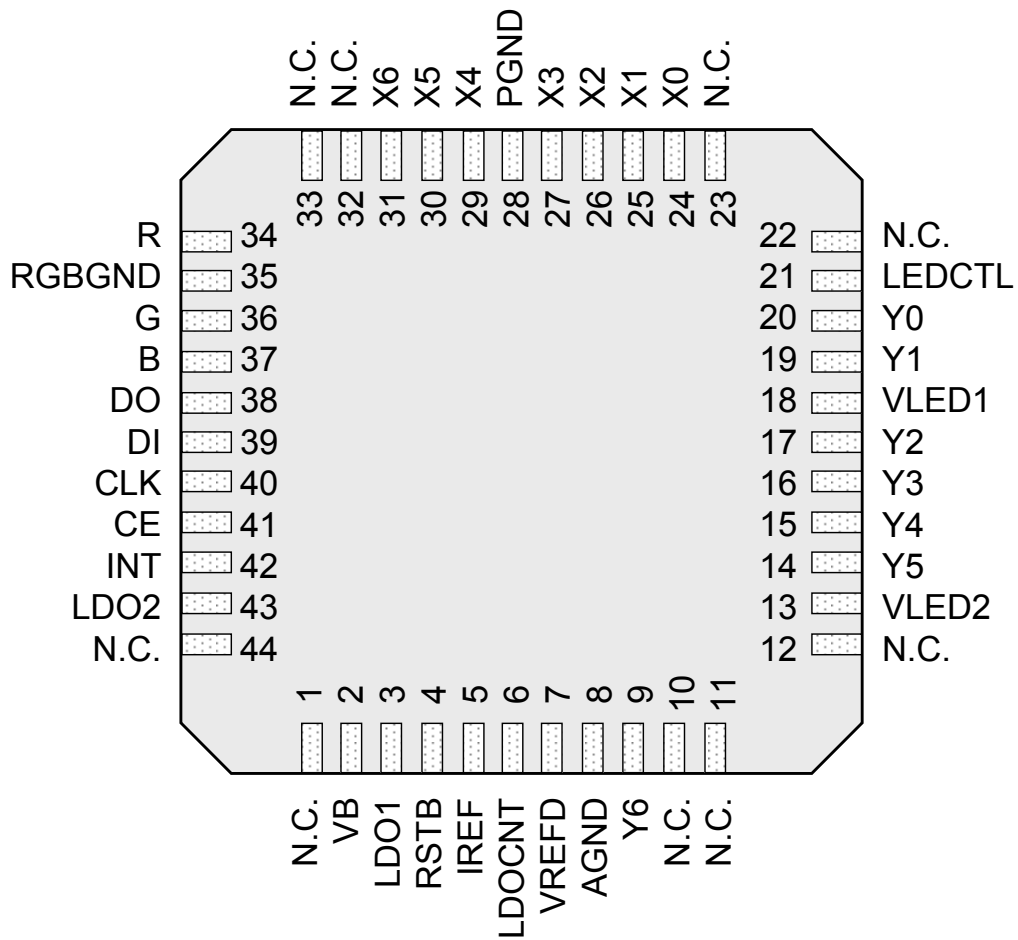 N.C.
N.C.
X6
X5
X4
PGND
X3
X2
X1
X0
N.C.
33
32
31
30
29
28
27
26
25
24
23
R 34
RGBGND 35
G 36
B 37
DO 38
DI 39
CLK 40
CE 41
INT 42
LDO2 43
N.C. 44
22 N.C.
21 LEDCTL
20 Y0
19 Y1
18 VLED1
17 Y2
16 Y3
15 Y4
14 Y5
13 VLED2
12 N.C.
1
2
3
4
5
6
7
8
9
10
11
N.C.
VB
LDO1
RSTB
IREF
LDOCNT
VREFD
AGND
Y6
N.C.
N.C.